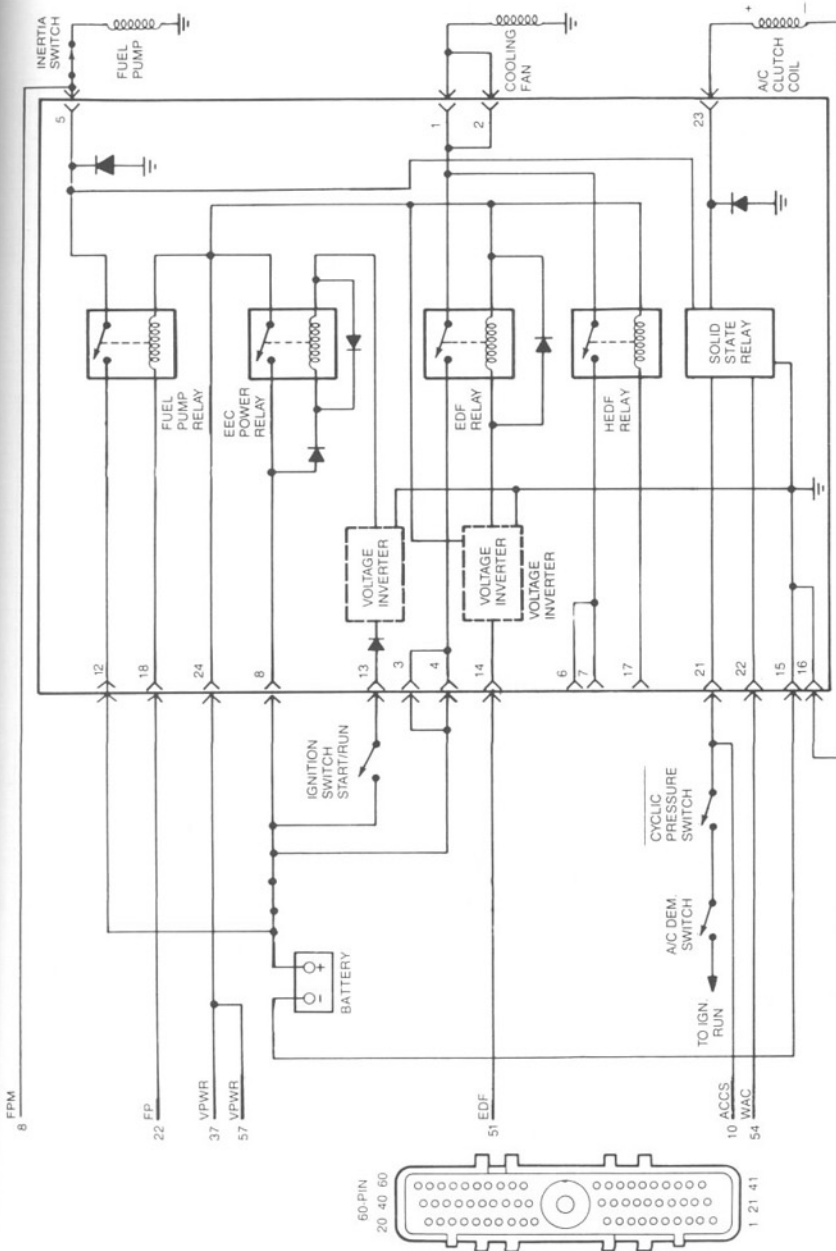 INERTIA
SWITCH
FUEL
PUMP
COOLING
FAN
+
−
A/C
CLUTCH
COIL
5
1
2
23
FUEL
PUMP
RELAY
EEC
POWER
RELAY
EDF
RELAY
HEDF
RELAY
SOLID
STATE
RELAY
VOLTAGE
INVERTER
VOLTAGE
INVERTER
VOLTAGE
INVERTER
12
18
24
8
13
3
4
14
6
7
17
21
22
15
16
IGNITION
SWITCH
START/RUN
CYCLIC
PRESSURE
SWITCH
A/C DEM.
SWITCH
TO IGN.
RUN
+
−
BATTERY
FPM
8
FP
22
VPWR
37
VPWR
57
EDF
51
ACCS
10
WAC
54
60-PIN
20 40 60
1 21 41